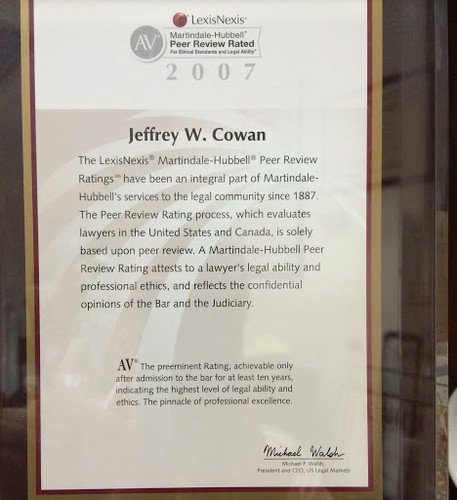 LexisNexis®
AV® Martindale-Hubbell®
Peer Review Rated
For Ethical Standards and Legal Ability℠
2007
Jeffrey W. Cowan
The LexisNexis® Martindale-Hubbell® Peer Review
Ratings℠ have been an integral part of Martindale-
Hubbell's services to the legal community since 1887.
The Peer Review Rating process, which evaluates
lawyers in the United States and Canada, is solely
based upon peer review. A Martindale-Hubbell Peer
Review Rating attests to a lawyer's legal ability and
professional ethics, and reflects the confidential
opinions of the Bar and the Judiciary.
AV® The preeminent Rating, achievable only
after admission to the bar for at least ten years,
indicating the highest level of legal ability and
ethics. The pinnacle of professional excellence.
Michael Walsh
Michael F. Walsh,
President and CEO, US Legal Markets